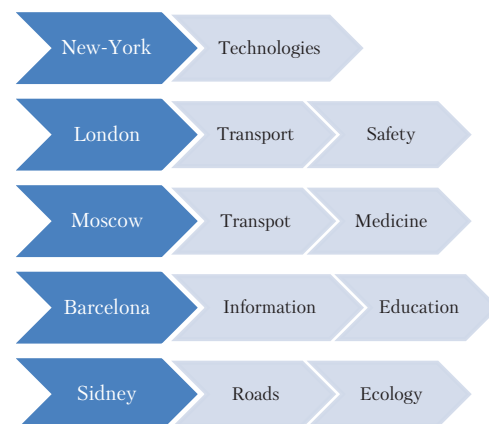 New-York Technologies
London Transport Safety
Moscow Transpot Medicine
Barcelona Information Education
Sidney Roads Ecology